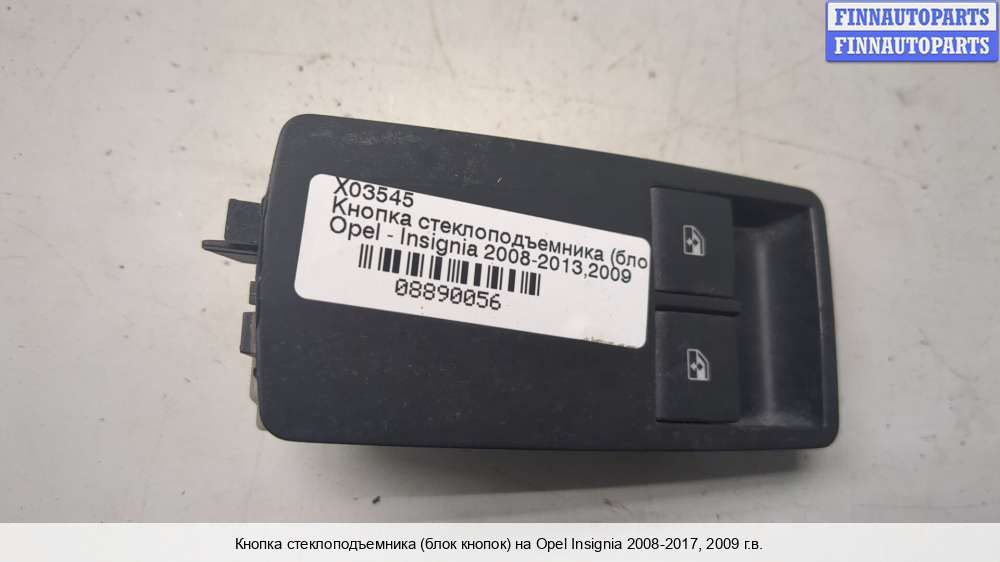 FINNAUTOPARTS
FINNAUTOPARTS
X03545
Кнопка стеклоподъемника (бло
Opel - Insignia 2008-2013,2009
08890056
Кнопка стеклоподъемника (блок кнопок) на Opel Insignia 2008-2017, 2009 г.в.